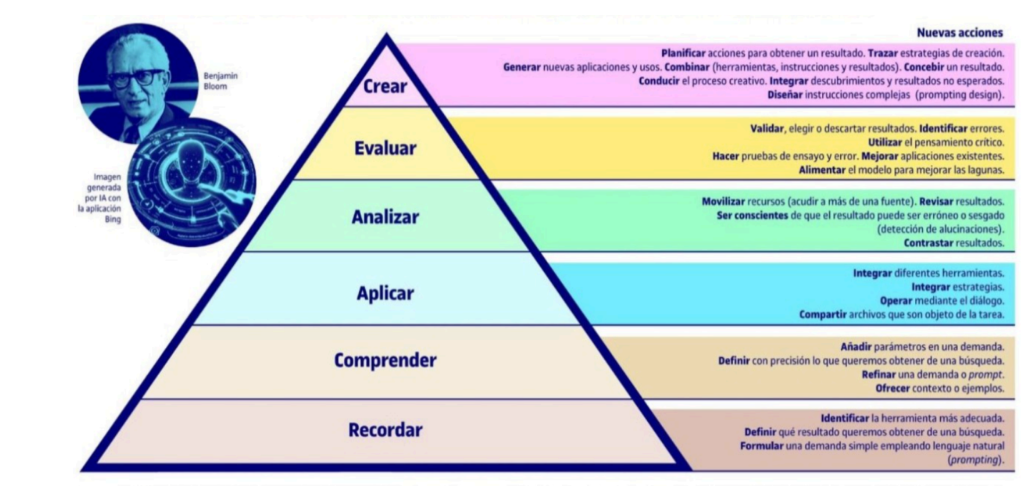 Nuevas acciones
Benjamin
Bloom
Imagen
generada
por IA con
la aplicación
Bing
Crear
Planificar acciones para obtener un resultado. Trazar estrategias de creación.
Generar nuevas aplicaciones y usos. Combinar (herramientas, instrucciones y resultados). Concebir un resultado.
Conducir el proceso creativo. Integrar descubrimientos y resultados no esperados.
Diseñar instrucciones complejas (prompting design).
Evaluar
Validar, elegir o descartar resultados. Identificar errores.
Utilizar el pensamiento crítico.
Hacer pruebas de ensayo y error. Mejorar aplicaciones existentes.
Alimentar el modelo para mejorar las lagunas.
Analizar
Movilizar recursos (acudir a más de una fuente). Revisar resultados.
Ser conscientes de que el resultado puede ser erróneo o sesgado
(detección de alucinaciones).
Contrastar resultados.
Aplicar
Integrar diferentes herramientas.
Integrar estrategias.
Operar mediante el diálogo.
Compartir archivos que son objeto de la tarea.
Comprender
Añadir parámetros en una demanda.
Definir con precisión lo que queremos obtener de una búsqueda.
Refinar una demanda o prompt.
Ofrecer contexto o ejemplos.
Recordar
Identificar la herramienta más adecuada.
Definir qué resultado queremos obtener de una búsqueda.
Formular una demanda simple empleando lenguaje natural
(prompting).